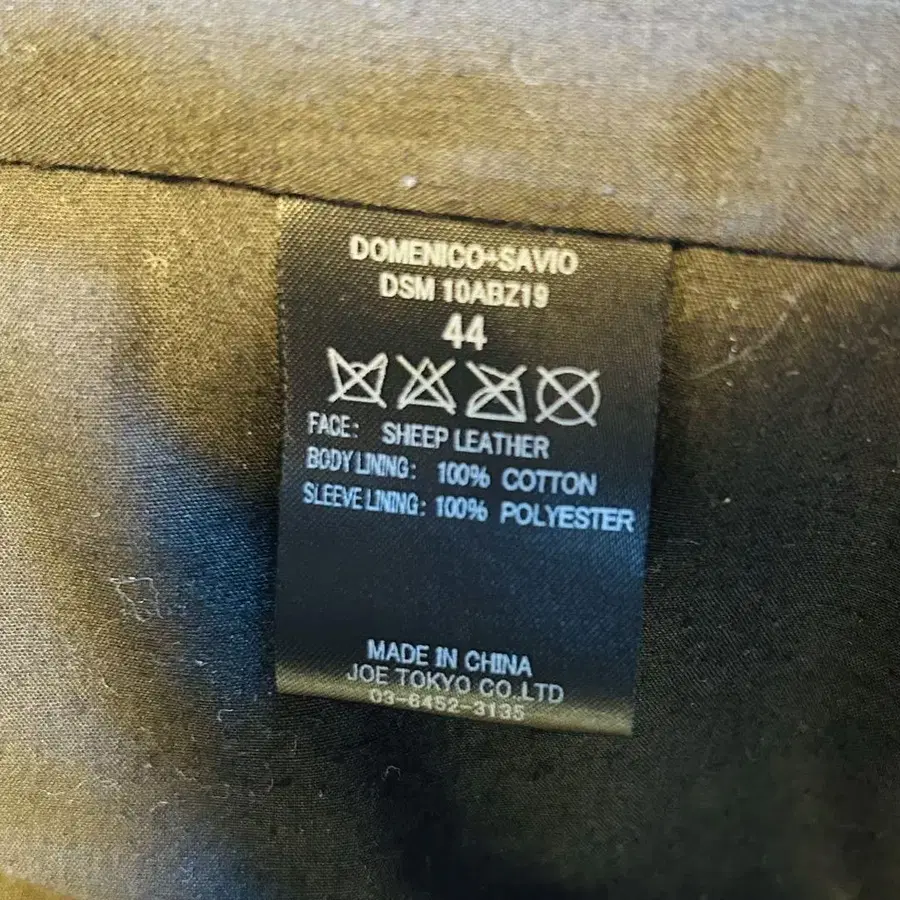 DOMENICO+SAVIO
DSM 10ABZ19
44
FACE: SHEEP LEATHER
BODY LINING: 100% COTTON
SLEEVE LINING: 100% POLYESTER
MADE IN CHINA
JOE TOKYO CO.LTD
03-6452-3135